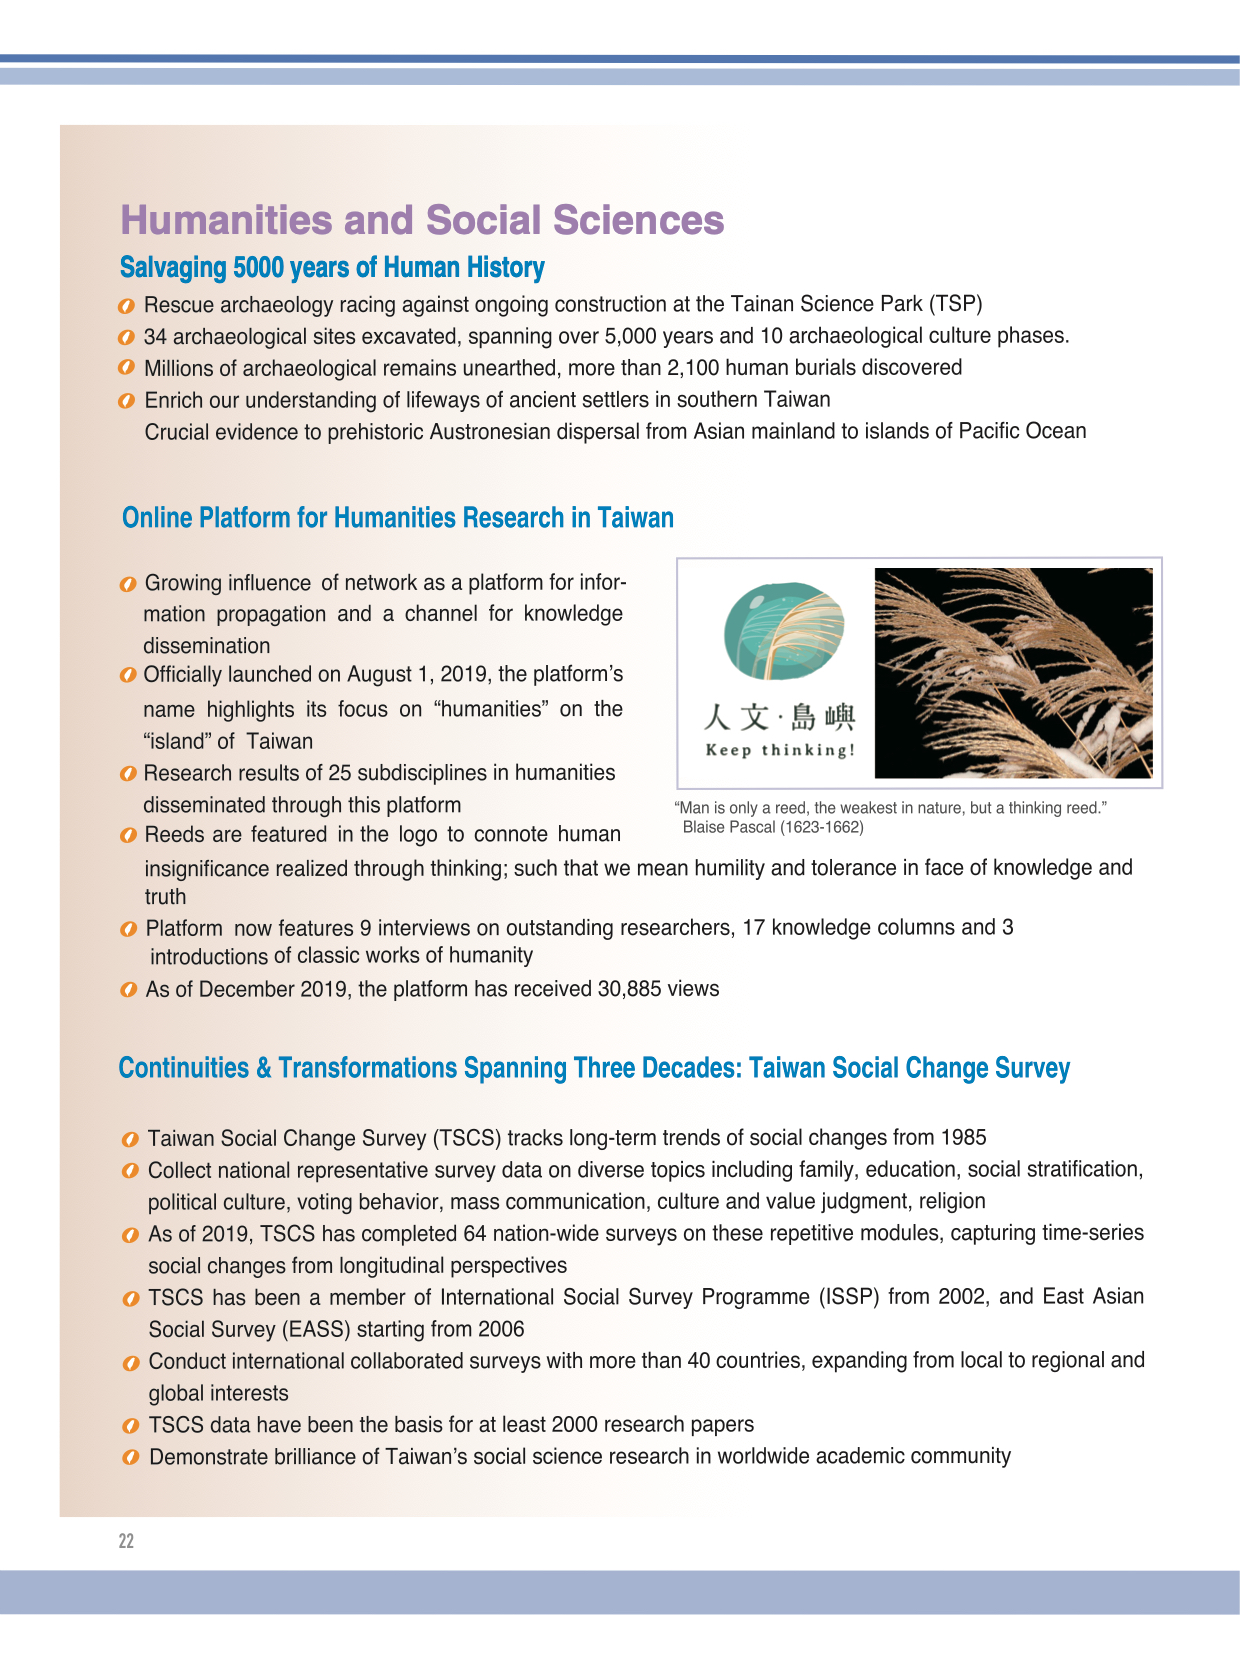 Humanities and Social Sciences
Salvaging 5000 years of Human History
Rescue archaeology racing against ongoing construction at the Tainan Science Park (TSP)
34 archaeological sites excavated, spanning over 5,000 years and 10 archaeological culture phases.
Millions of archaeological remains unearthed, more than 2,100 human burials discovered
Enrich our understanding of lifeways of ancient settlers in southern Taiwan
Crucial evidence to prehistoric Austronesian dispersal from Asian mainland to islands of Pacific Ocean
Online Platform for Humanities Research in Taiwan
Growing influence of network as a platform for infor-
mation propagation and a channel for knowledge
dissemination
Officially launched on August 1, 2019, the platform’s
name highlights its focus on “humanities” on the
“island” of Taiwan
Research results of 25 subdisciplines in humanities
disseminated through this platform
Reeds are featured in the logo to connote human
insignificance realized through thinking; such that we mean humility and tolerance in face of knowledge and
truth
Platform now features 9 interviews on outstanding researchers, 17 knowledge columns and 3
introductions of classic works of humanity
As of December 2019, the platform has received 30,885 views
人文·島嶼
Keep thinking!
“Man is only a reed, the weakest in nature, but a thinking reed.”
Blaise Pascal (1623-1662)
Continuities & Transformations Spanning Three Decades: Taiwan Social Change Survey
Taiwan Social Change Survey (TSCS) tracks long-term trends of social changes from 1985
Collect national representative survey data on diverse topics including family, education, social stratification,
political culture, voting behavior, mass communication, culture and value judgment, religion
As of 2019, TSCS has completed 64 nation-wide surveys on these repetitive modules, capturing time-series
social changes from longitudinal perspectives
TSCS has been a member of International Social Survey Programme (ISSP) from 2002, and East Asian
Social Survey (EASS) starting from 2006
Conduct international collaborated surveys with more than 40 countries, expanding from local to regional and
global interests
TSCS data have been the basis for at least 2000 research papers
Demonstrate brilliance of Taiwan’s social science research in worldwide academic community
22